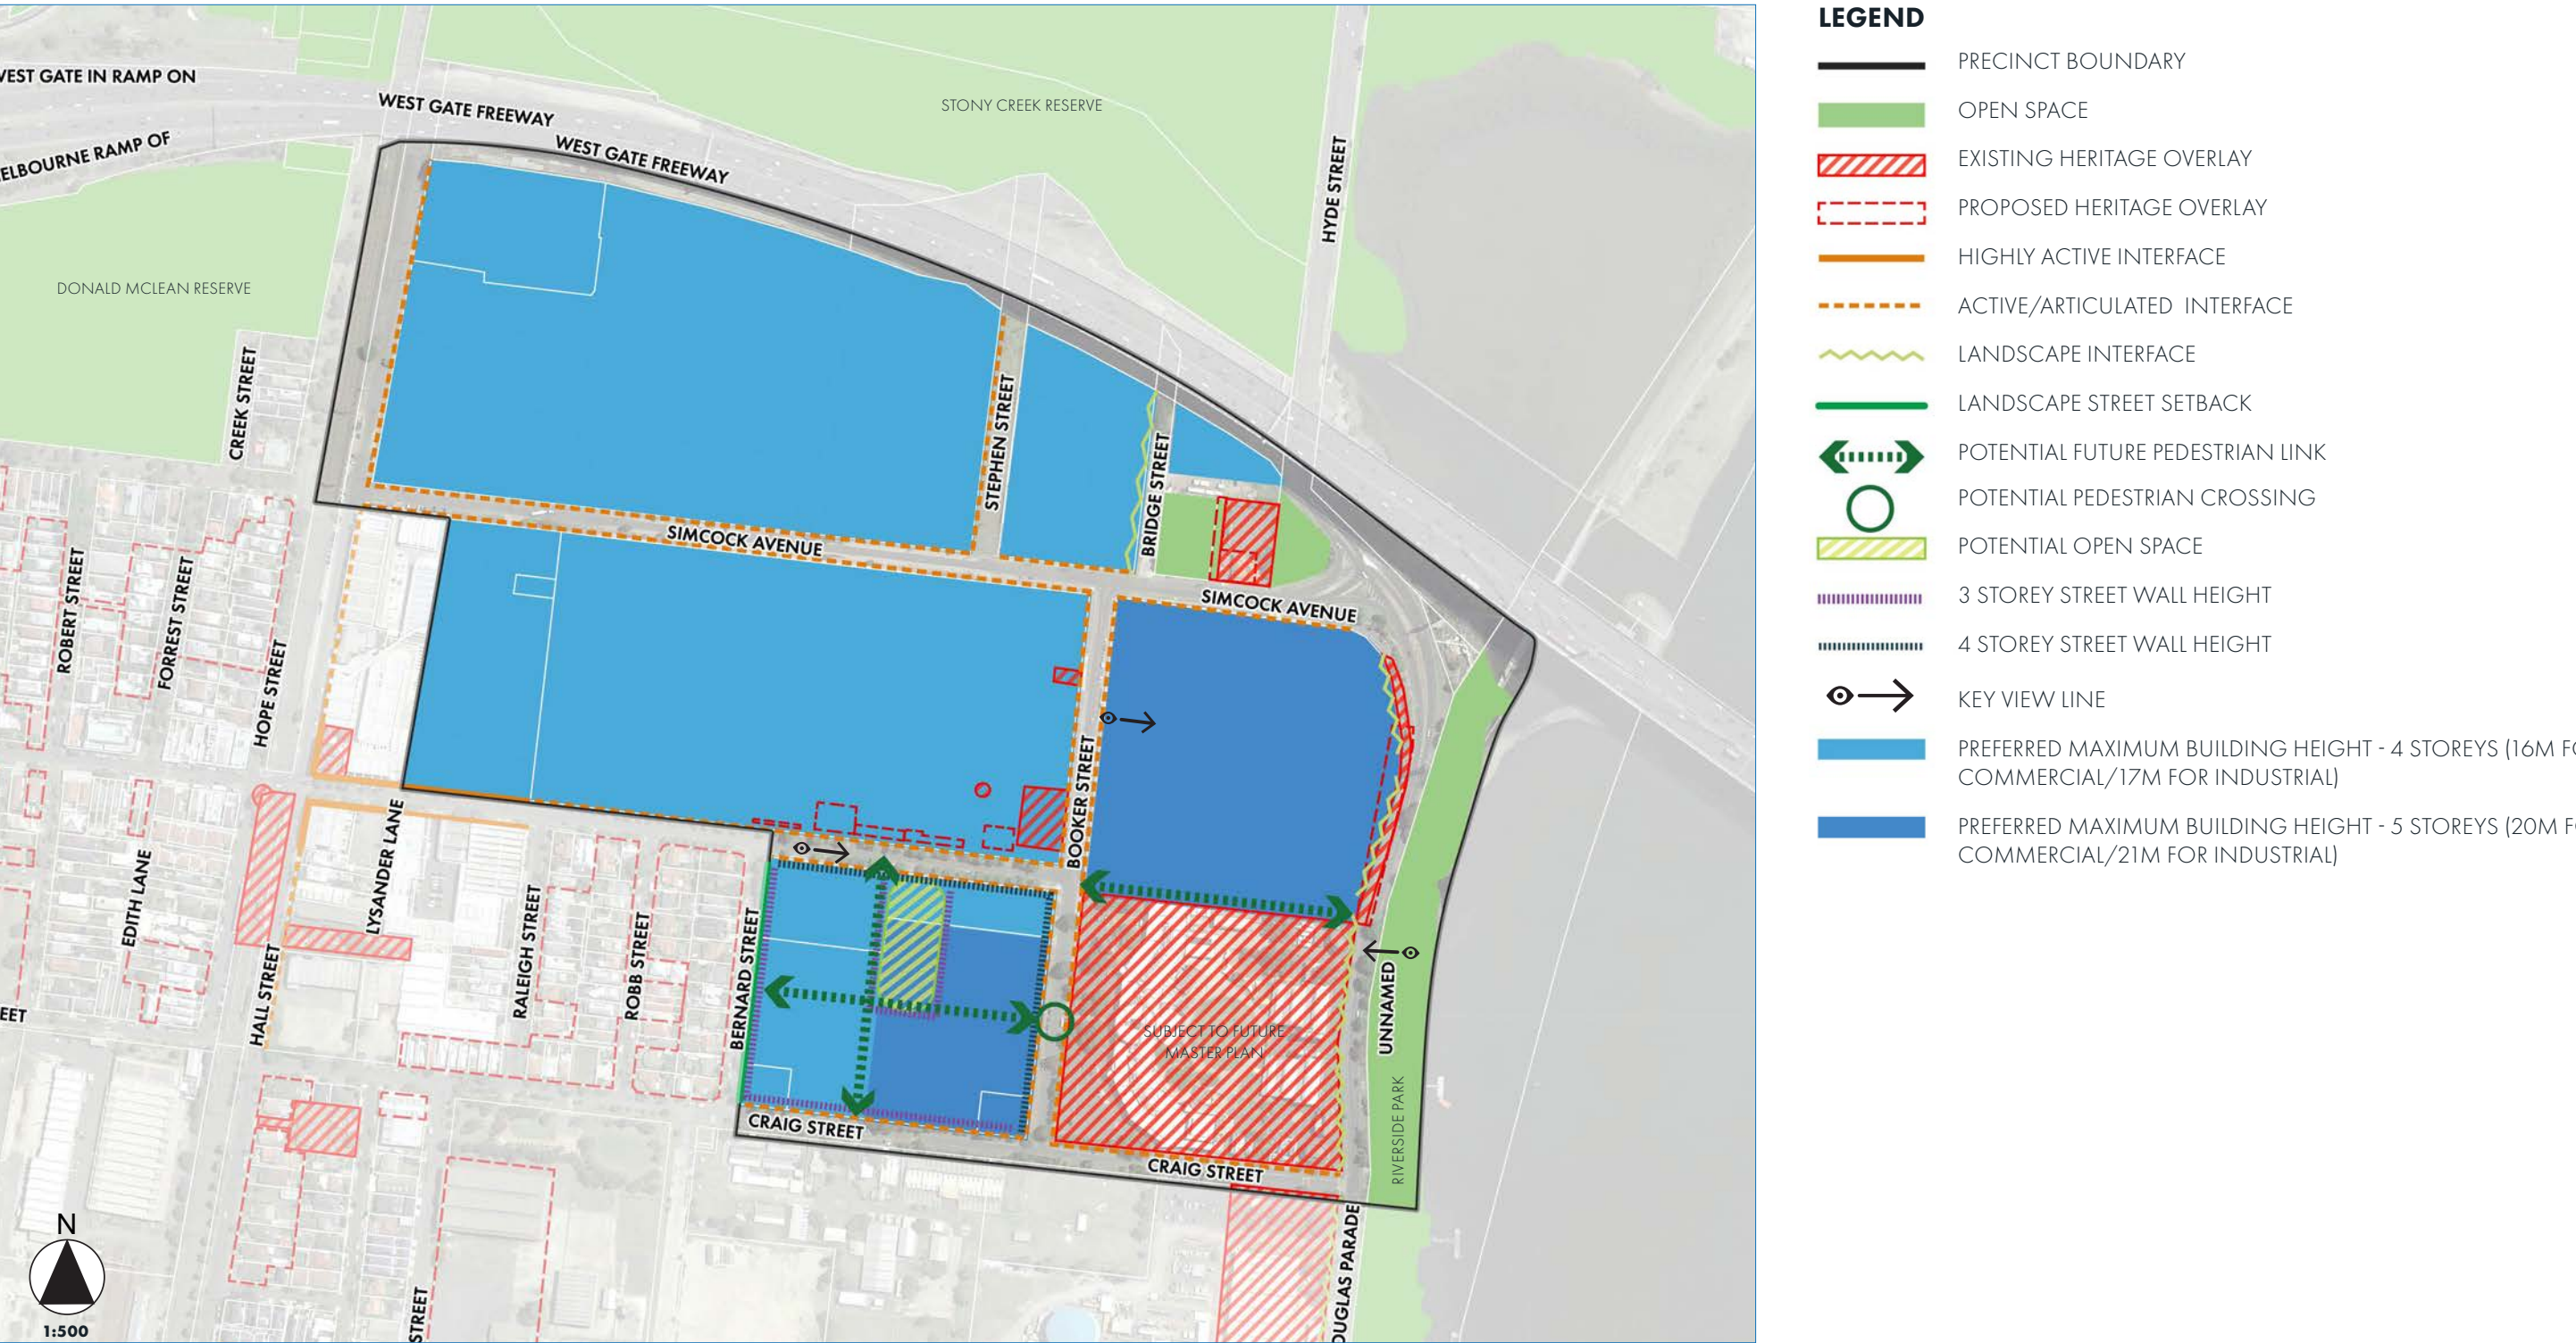 WEST GATE IN RAMP ON
WEST GATE FREEWAY
WEST GATE FREEWAY
STONY CREEK RESERVE
HYDE STREET
ELBOURNE RAMP OF
DONALD MCLEAN RESERVE
CREEK STREET
STEPHEN STREET
BRIDGE STREET
SIMCOCK AVENUE
SIMCOCK AVENUE
ROBERT STREET
FORREST STREET
HOPE STREET
BOOKER STREET
LYSANDER LANE
EDITH LANE
HALL STREET
RALEIGH STREET
ROBB STREET
BERNARD STREET
EET
UNNAMED
SUBJECT TO FUTURE
MASTER PLAN
RIVERSIDE PARK
CRAIG STREET
CRAIG STREET
OUGLAS PARADE
STREET
N
1:500
LEGEND
PRECINCT BOUNDARY
OPEN SPACE
EXISTING HERITAGE OVERLAY
PROPOSED HERITAGE OVERLAY
HIGHLY ACTIVE INTERFACE
ACTIVE/ARTICULATED INTERFACE
LANDSCAPE INTERFACE
LANDSCAPE STREET SETBACK
POTENTIAL FUTURE PEDESTRIAN LINK
POTENTIAL PEDESTRIAN CROSSING
POTENTIAL OPEN SPACE
3 STOREY STREET WALL HEIGHT
4 STOREY STREET WALL HEIGHT
KEY VIEW LINE
PREFERRED MAXIMUM BUILDING HEIGHT - 4 STOREYS (16M FO
COMMERCIAL/17M FOR INDUSTRIAL)
PREFERRED MAXIMUM BUILDING HEIGHT - 5 STOREYS (20M FO
COMMERCIAL/21M FOR INDUSTRIAL)